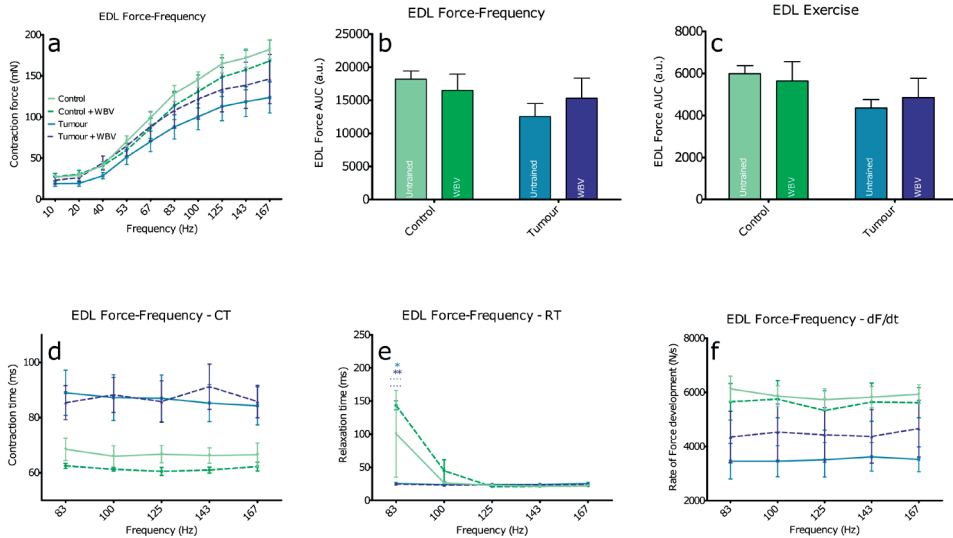 EDL Force-Frequency
a
Contraction force (mN)
200
150
100
50
0
Control
Control + WBV
Tumour
Tumour + WBV
10 20 40 53 67 83 100 125 143 167
Frequency (Hz)
EDL Force-Frequency
b
EDL Force AUC (a.u.)
25000
20000
15000
10000
5000
0
Untrained WBV Untrained WBV
Control Tumour
EDL Exercise
c
EDL Force AUC (a.u.)
8000
6000
4000
2000
0
Untrained WBV Untrained WBV
Control Tumour
EDL Force-Frequency - CT
d
Contraction time (ms)
100
80
60
83 100 125 143 167
Frequency (Hz)
EDL Force-Frequency - RT
e
Relaxation time (ms)
250
200
150
100
50
0
*
**
83 100 125 143 167
Frequency (Hz)
EDL Force-Frequency - dF/dt
f
Rate of Force development (N/s)
8000
6000
4000
2000
83 100 125 143 167
Frequency (Hz)